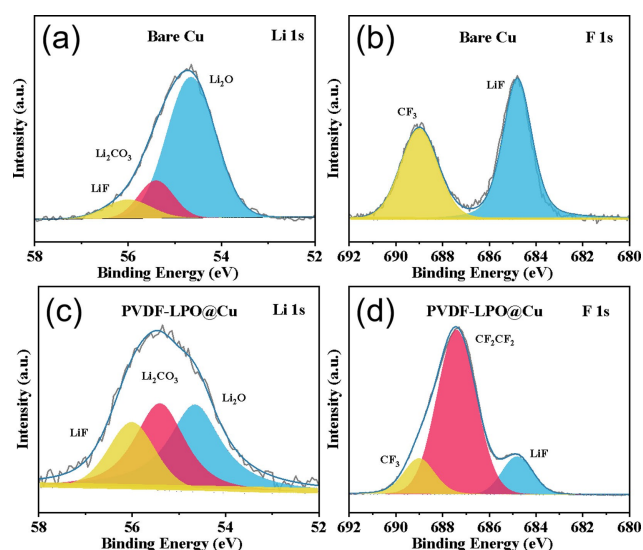 (a) Bare Cu Li 1s
Li₂O
Li₂CO₃
LiF
Intensity (a.u.)
58 56 54 52
Binding Energy (eV)
(b) Bare Cu F 1s
LiF
CF₃
Intensity (a.u.)
692 690 688 686 684 682 680
Binding Energy (eV)
(c) PVDF-LPO@Cu Li 1s
Li₂CO₃
Li₂O
LiF
Intensity (a.u.)
58 56 54 52
Binding Energy (eV)
(d) PVDF-LPO@Cu F 1s
CF₂CF₂
CF₃
LiF
Intensity (a.u.)
692 690 688 686 684 682 680
Binding Energy (eV)